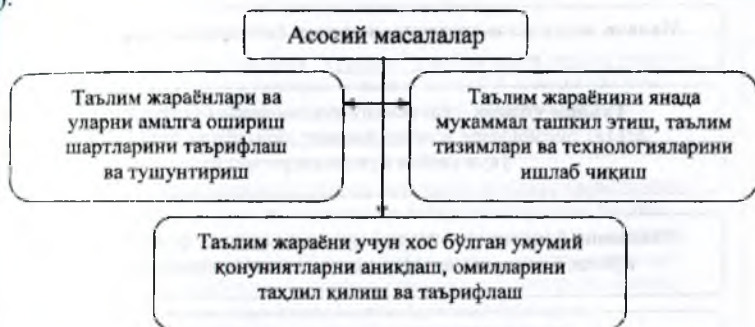 Асосий масалалар
Таълим жараёнлари ва
уларни амалга ошириш
шартларини таърифлаш
ва тушунтириш
Таълим жараёнини янада
мукамал ташкил этиш, таълим
тизимлари ва технологияларини
ишлаб чиқиш
Таълим жараёни учун хос бўлган умумий
қонуниятларни аниқлаш, омилларини
таҳлил қилиш ва таърифлаш